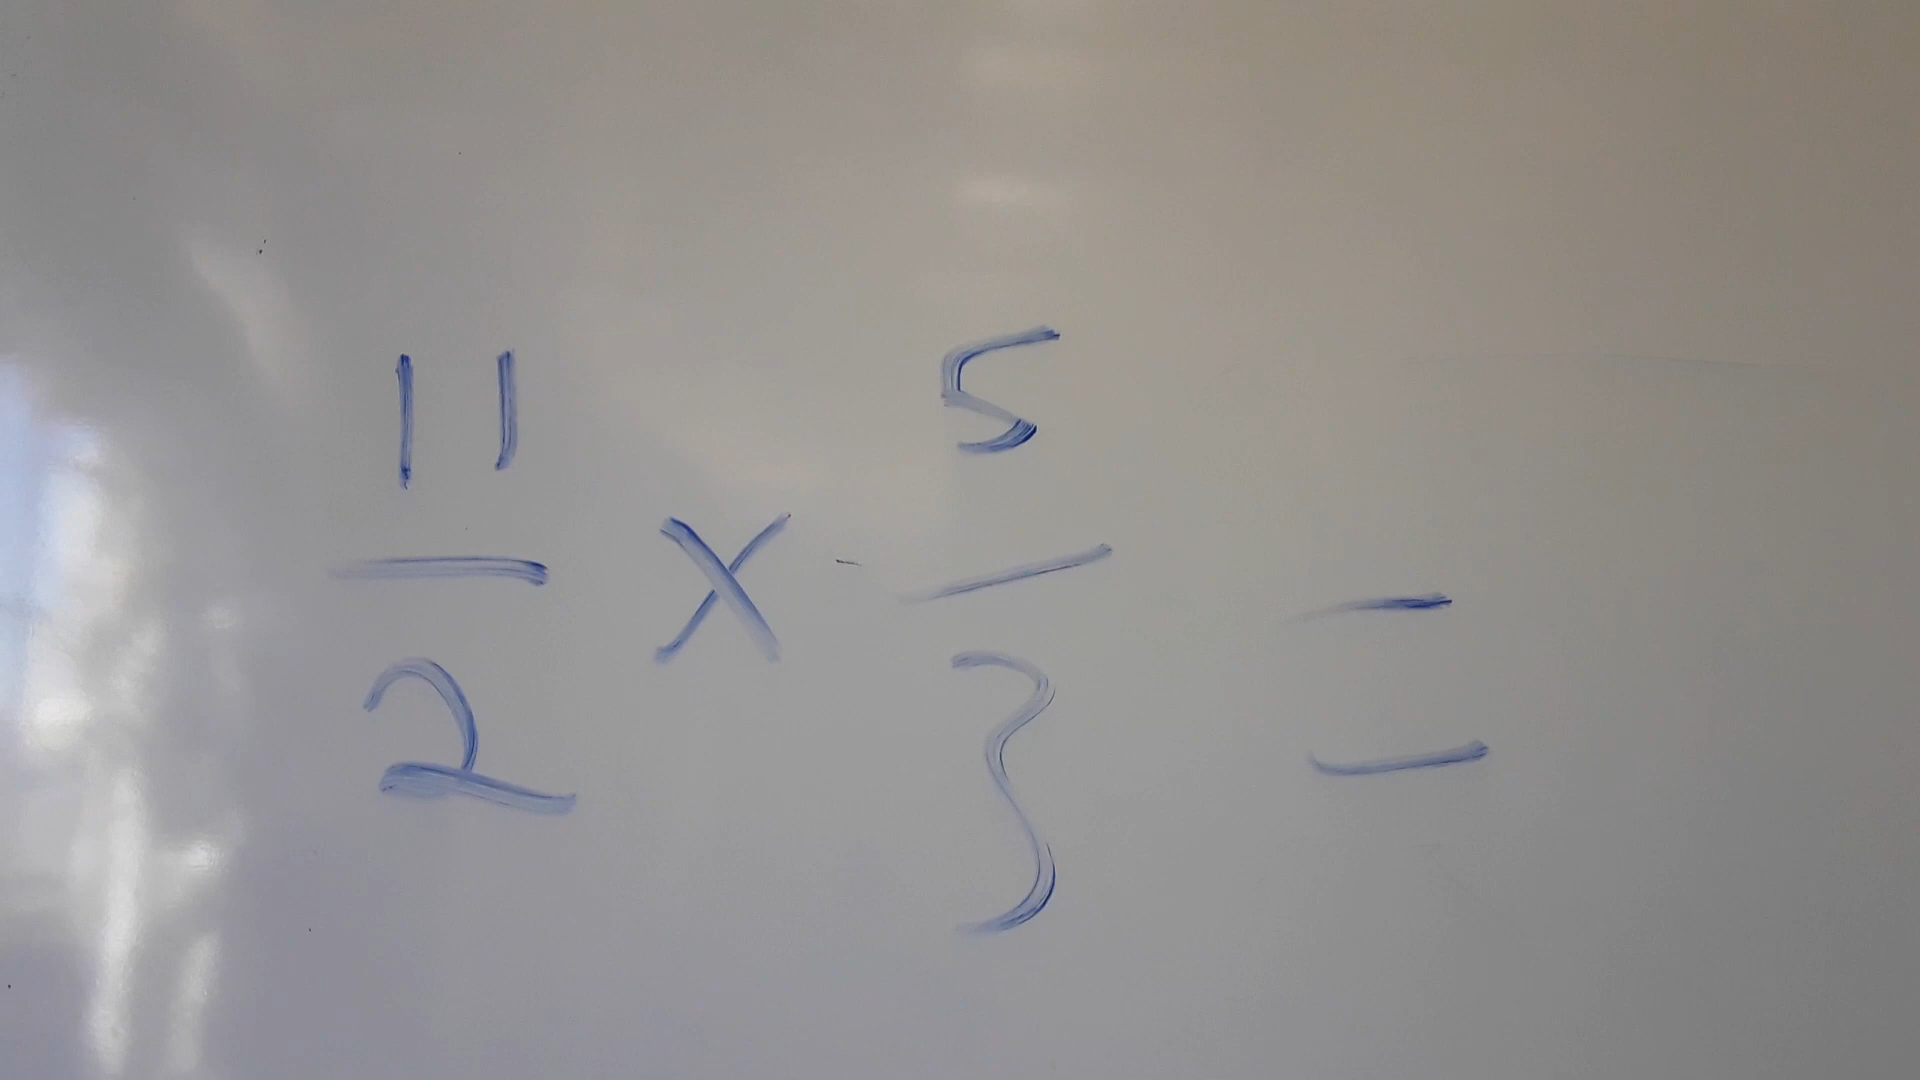 11/2 x 5/3 =